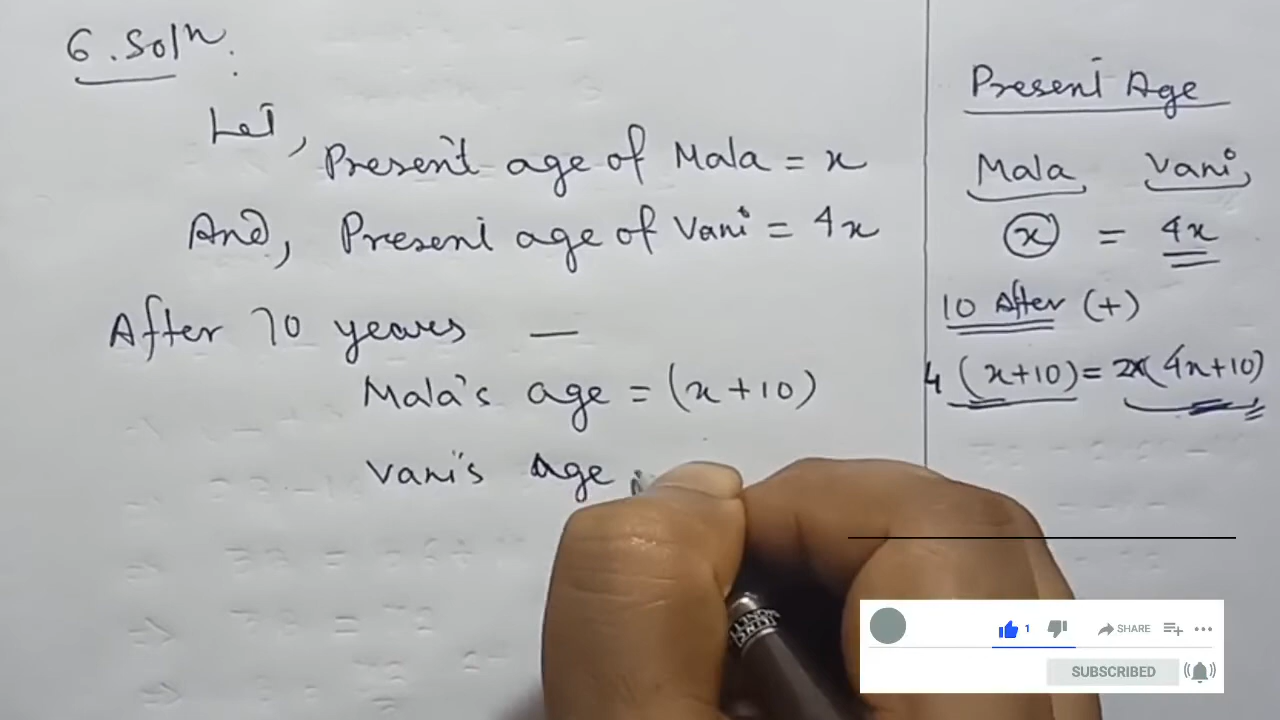 6. Solⁿ.
Let,
Present age of Mala = x
And, Present age of Vani = 4x
After 10 years —
Mala's age = (x+10)
Vani's age
Present Age
Mala Vani
x = 4x
10 After (+)
4 (x+10) = 2x(4x+10)
1 SHARE
SUBSCRIBED